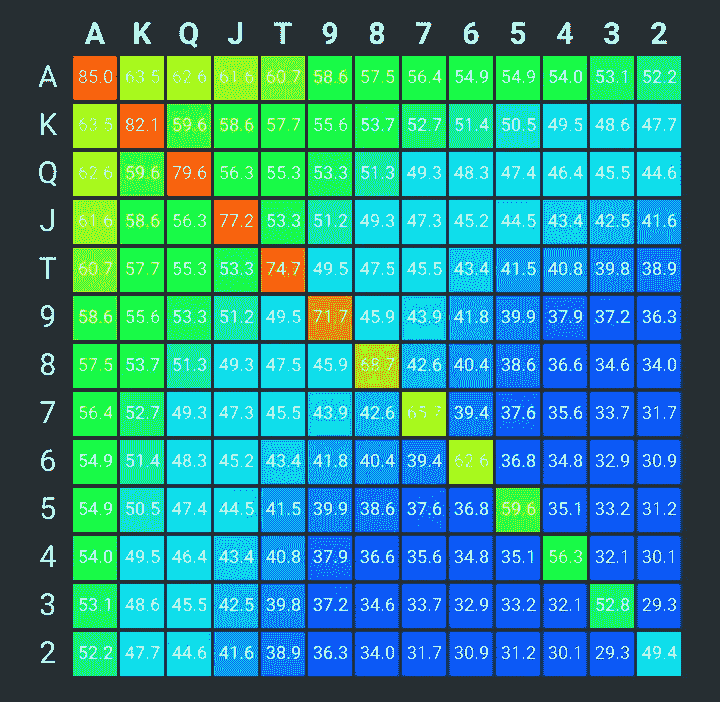 A K Q J T 9 8 7 6 5 4 3 2
A 85.0 63.5 62.6 61.6 60.7 58.6 57.5 56.4 54.9 54.9 54.0 53.1 52.2
K 63.5 82.1 59.6 58.6 57.7 55.6 53.7 52.7 51.4 50.5 49.5 48.6 47.7
Q 62.6 59.6 79.6 56.3 55.3 53.3 51.3 49.3 48.3 47.4 46.4 45.5 44.6
J 61.6 58.6 56.3 77.2 53.3 51.2 49.3 47.3 45.2 44.5 43.4 42.5 41.6
T 60.7 57.7 55.3 53.3 74.7 49.5 47.5 45.5 43.4 41.5 40.8 39.8 38.9
9 58.6 55.6 53.3 51.2 49.5 71.7 45.9 43.9 41.8 39.9 37.9 37.2 36.3
8 57.5 53.7 51.3 49.3 47.5 45.9 68.7 42.6 40.4 38.6 36.6 34.6 34.0
7 56.4 52.7 49.3 47.3 45.5 43.9 42.6 65.7 39.4 37.6 35.6 33.7 31.7
6 54.9 51.4 48.3 45.2 43.4 41.8 40.4 39.4 62.6 36.8 34.8 32.9 30.9
5 54.9 50.5 47.4 44.5 41.5 39.9 38.6 37.6 36.8 59.6 35.1 33.2 31.2
4 54.0 49.5 46.4 43.4 40.8 37.9 36.6 35.6 34.8 35.1 56.3 32.1 30.1
3 53.1 48.6 45.5 42.5 39.8 37.2 34.6 33.7 32.9 33.2 32.1 52.8 29.3
2 52.2 47.7 44.6 41.6 38.9 36.3 34.0 31.7 30.9 31.2 30.1 29.3 49.4